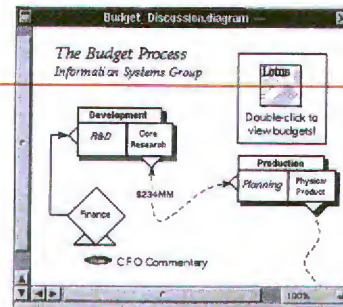 Budget_Discussion.diagram
The Budget Process
Information Systems Group
Lotus
Double-click to
view budgets!
Development
R&D
Core
Research
Production
Planning
Physical
Product
$234MM
Finance
CFO Commentary
100%